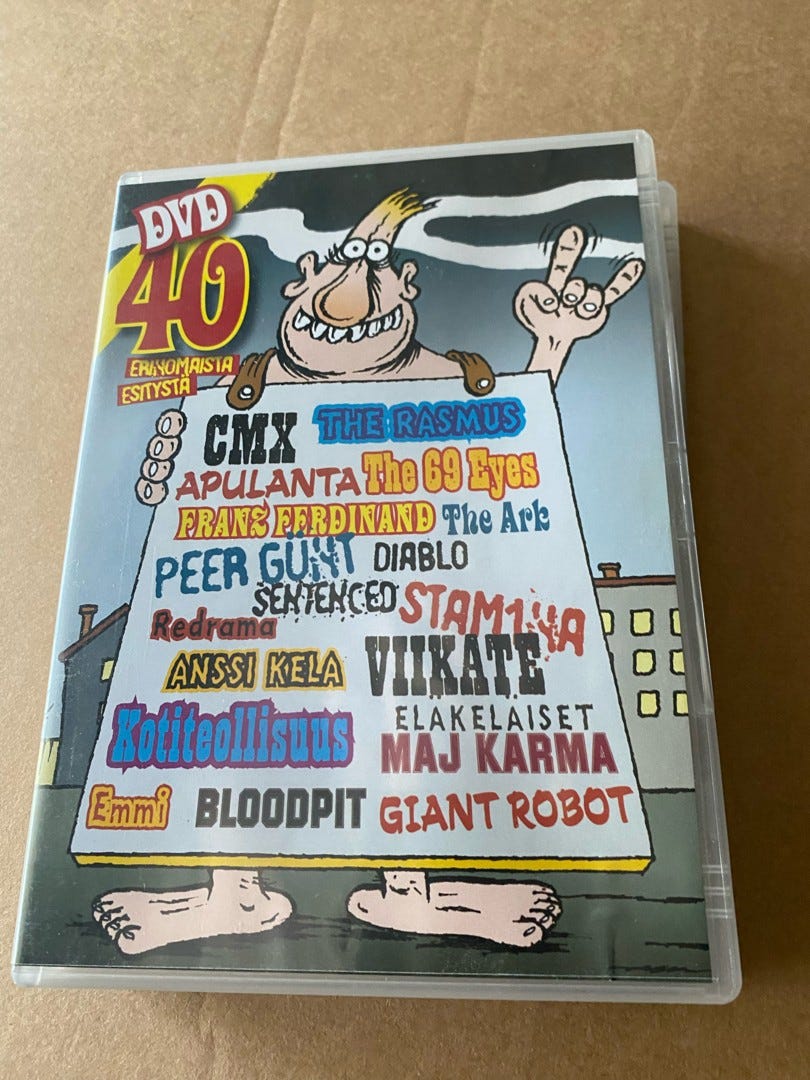 DVD
40
ERINOMAISTA
ESITYSTÄ
CMX THE RASMUS
APULANTA The 69 Eyes
FRANZ FERDINAND The Ark
PEER GÜNT DIABLO
SENTENCED STAM1NA
Redrama
ANSSI KELA VIIKATE
ELÄKELÄISET
Kotiteollisuus MAJ KARMA
Emmi BLOODPIT GIANT ROBOT